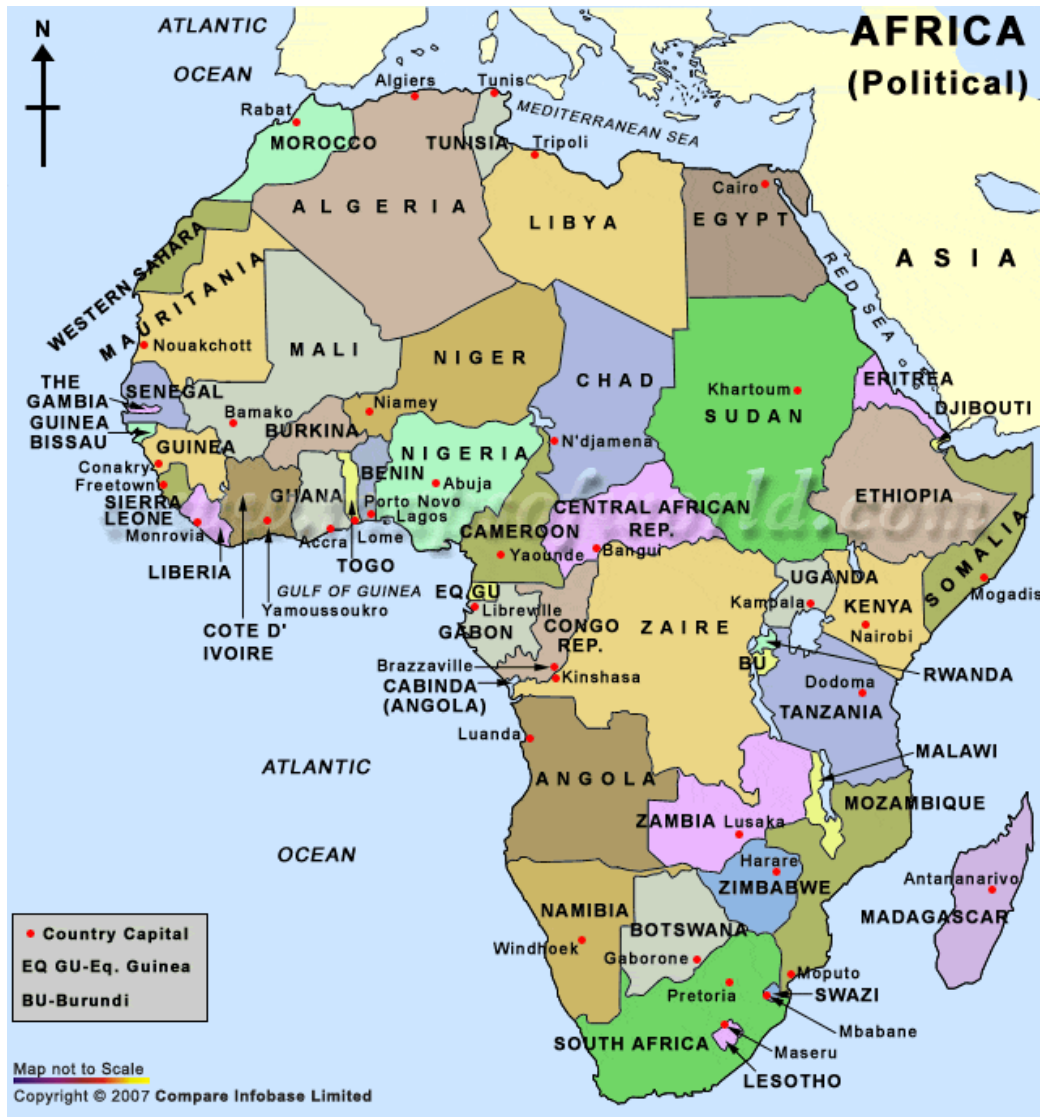 ATLANTIC
OCEAN
N
AFRICA
(Political)
Algiers
Tunis
MEDITERRANEAN SEA
Rabat
MOROCCO
TUNISIA
Tripoli
Cairo
ALGERIA
LIBYA
EGYPT
ASIA
RED SEA
WESTERN SAHARA
MAURITANIA
Nouakchott
MALI
NIGER
CHAD
Khartoum
SUDAN
ERITREA
DJIBOUTI
THE
GAMBIA
SENEGAL
GUINEA
BISSAU
Bamako
Niamey
BURKINA
GUINEA
NIGERIA
N'djamena
Conakry
Freetown
BENIN
Abuja
SIERRA
LEONE
GHANA
Porto Novo
Lagos
ETHIOPIA
CENTRAL AFRICAN
REP.
CAMEROON
Monrovia
Accra
Lome
Yaounde
Bangui
SOMALIA
LIBERIA
TOGO
GULF OF GUINEA
Yamoussokro
EQ GU
Libreville
UGANDA
Kampala
KENYA
Nairobi
Mogadis
COTE D'
IVOIRE
GABON
CONGO
REP.
ZAIRE
Brazzaville
Kinshasa
CABINDA
(ANGOLA)
BU
RWANDA
Dodoma
TANZANIA
Luanda
MALAWI
ATLANTIC
OCEAN
ANGOLA
ZAMBIA
Lusaka
MOZAMBIQUE
Harare
ZIMBABWE
Antananarivo
MADAGASCAR
NAMIBIA
Windhoek
BOTSWANA
Gaborone
Moputo
Pretoria
SWAZI
Mbabane
SOUTH AFRICA
Maseru
LESOTHO
Country Capital
EQ GU-Eq. Guinea
BU-Burundi
Map not to Scale
Copyright © 2007 Compare Infobase Limited